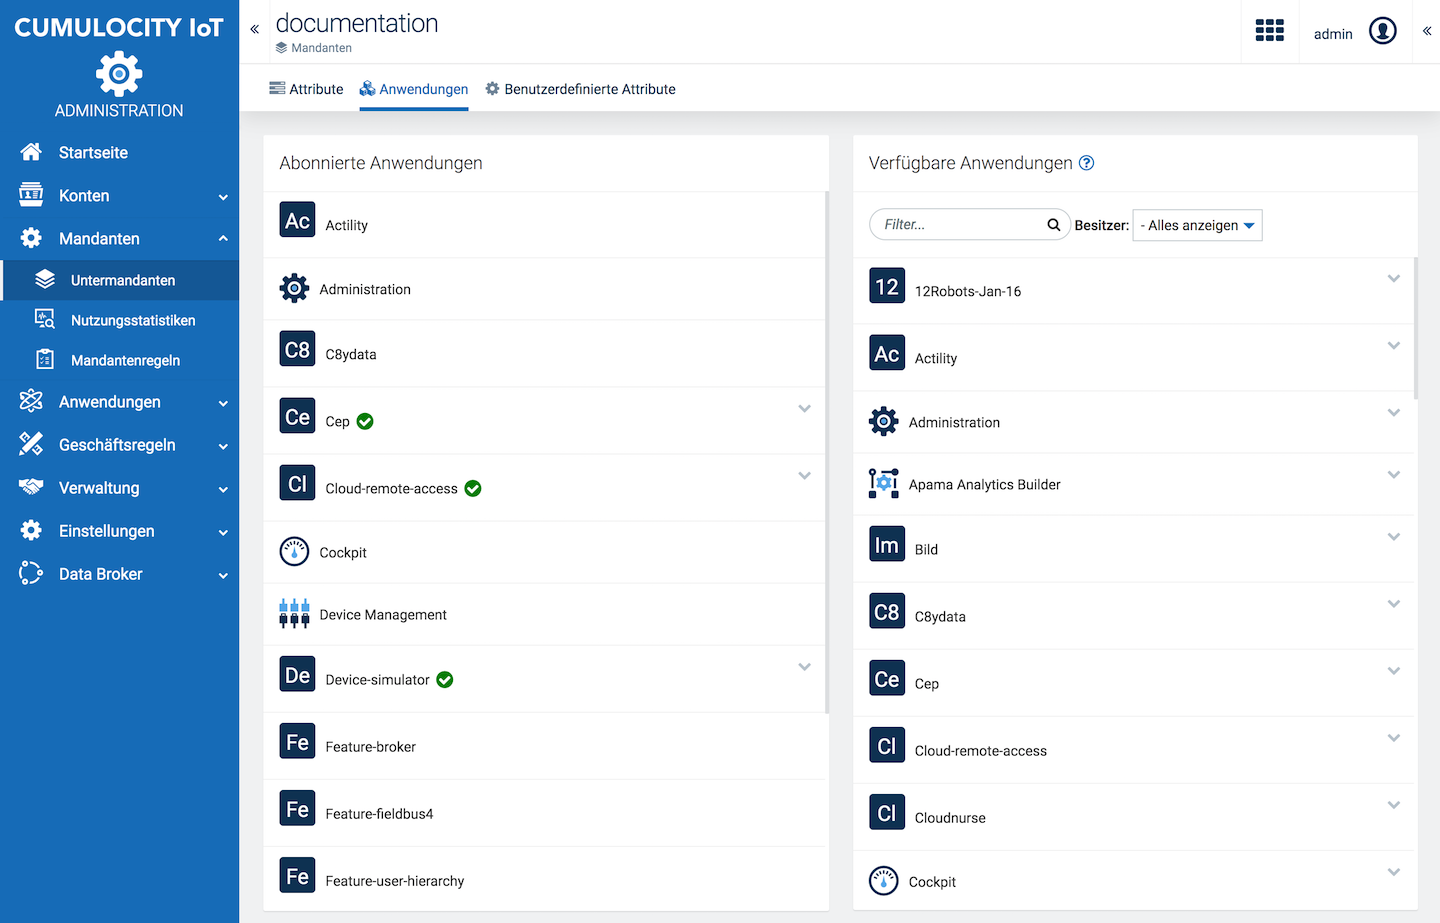 CUMULOCITY IoT
ADMINISTRATION
Startseite
Konten
Mandanten
Untermandanten
Nutzungsstatistiken
Mandantenregeln
Anwendungen
Geschäftsregeln
Verwaltung
Einstellungen
Data Broker
documentation
Mandanten
admin
Attribute
Anwendungen
Benutzerdefinierte Attribute
Abonnierte Anwendungen
Ac Actility
Administration
C8 C8ydata
Ce Cep
Cl Cloud-remote-access
Cockpit
Device Management
De Device-simulator
Fe Feature-broker
Fe Feature-fieldbus4
Fe Feature-user-hierarchy
Verfügbare Anwendungen ?
Filter... Besitzer: - Alles anzeigen
12 12Robots-Jan-16
Ac Actility
Administration
Apama Analytics Builder
Im Bild
C8 C8ydata
Ce Cep
Cl Cloud-remote-access
Cl Cloudnurse
Cockpit